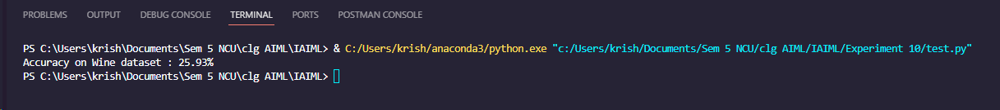 PROBLEMS OUTPUT DEBUG CONSOLE TERMINAL PORTS POSTMAN CONSOLE
PS C:\Users\krish\Documents\Sem 5 NCU\clg AIML\IAIML> & C:/Users/krish/anaconda3/python.exe "c:/Users/krish/Documents/Sem 5 NCU/clg AIML/IAIML/Experiment 10/test.py"
Accuracy on Wine dataset : 25.93%
PS C:\Users\krish\Documents\Sem 5 NCU\clg AIML\IAIML>